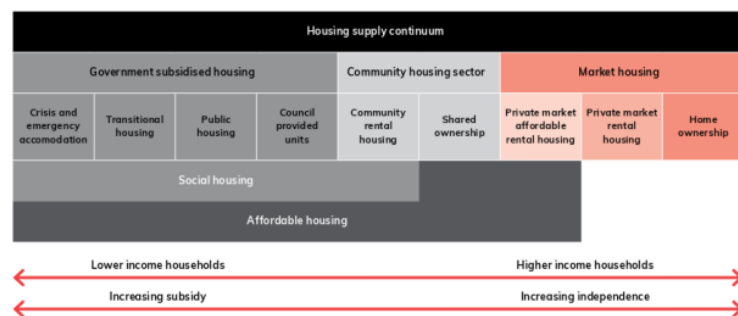 Housing supply continuum
Government subsidised housing
Community housing sector
Market housing
Crisis and
emergency
accomodation
Transitional
housing
Public
housing
Council
provided
units
Community
rental
housing
Shared
ownership
Private market
affordable
rental housing
Private market
rental
housing
Home
ownership
Social housing
Affordable housing
Lower income households
Higher income households
Increasing subsidy
Increasing independence